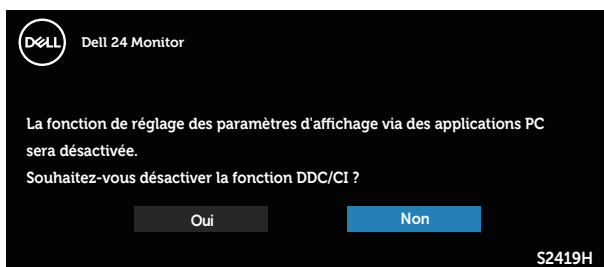 DELL
Dell 24 Monitor
La fonction de réglage des paramètres d'affichage via des applications PC
sera désactivée.
Souhaitez-vous désactiver la fonction DDC/CI ?
Oui Non
S2419H